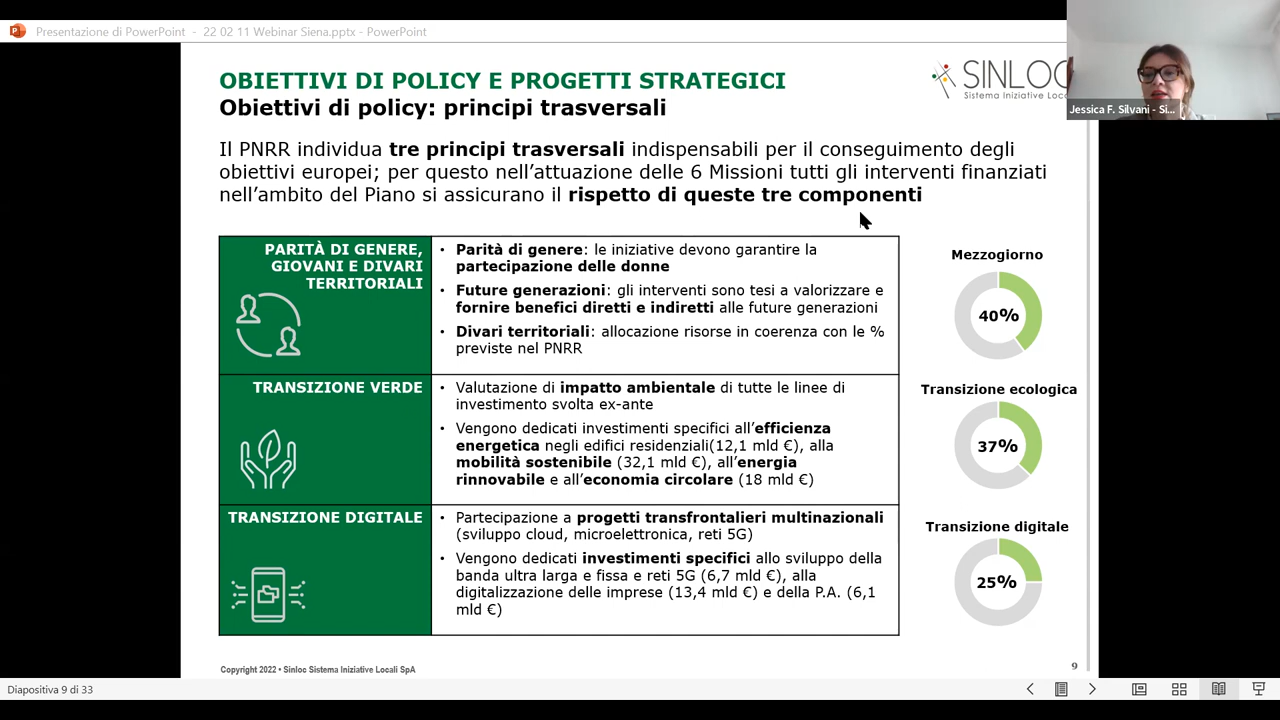 Presentazione di PowerPoint - 22 02 11 Webinar Siena.pptx - PowerPoint
OBIETTIVI DI POLICY E PROGETTI STRATEGICI
Obiettivi di policy: principi trasversali
SINLOC
Sistema Iniziative Loca
Jessica F. Silvani - Si...
Il PNRR individua tre principi trasversali indispensabili per il conseguimento degli
obiettivi europei; per questo nell’attuazione delle 6 Missioni tutti gli interventi finanziati
nell’ambito del Piano si assicurano il rispetto di queste tre componenti
PARITÀ DI GENERE,
GIOVANI E DIVARI
TERRITORIALI
• Parità di genere: le iniziative devono garantire la
partecipazione delle donne
• Future generazioni: gli interventi sono tesi a valorizzare e
fornire benefici diretti e indiretti alle future generazioni
• Divari territoriali: allocazione risorse in coerenza con le %
previste nel PNRR
Mezzogiorno
40%
TRANSIZIONE VERDE
• Valutazione di impatto ambientale di tutte le linee di
investimento svolta ex-ante
• Vengono dedicati investimenti specifici all’efficienza
energetica negli edifici residenziali(12,1 mld €), alla
mobilità sostenibile (32,1 mld €), all’energia
rinnovabile e all’economia circolare (18 mld €)
Transizione ecologica
37%
TRANSIZIONE DIGITALE
• Partecipazione a progetti transfrontalieri multinazionali
(sviluppo cloud, microelettronica, reti 5G)
• Vengono dedicati investimenti specifici allo sviluppo della
banda ultra larga e fissa e reti 5G (6,7 mld €), alla
digitalizzazione delle imprese (13,4 mld €) e della P.A. (6,1
mld €)
Transizione digitale
25%
Copyright 2022 • Sinloc Sistema Iniziative Locali SpA
9
Diapositiva 9 di 33